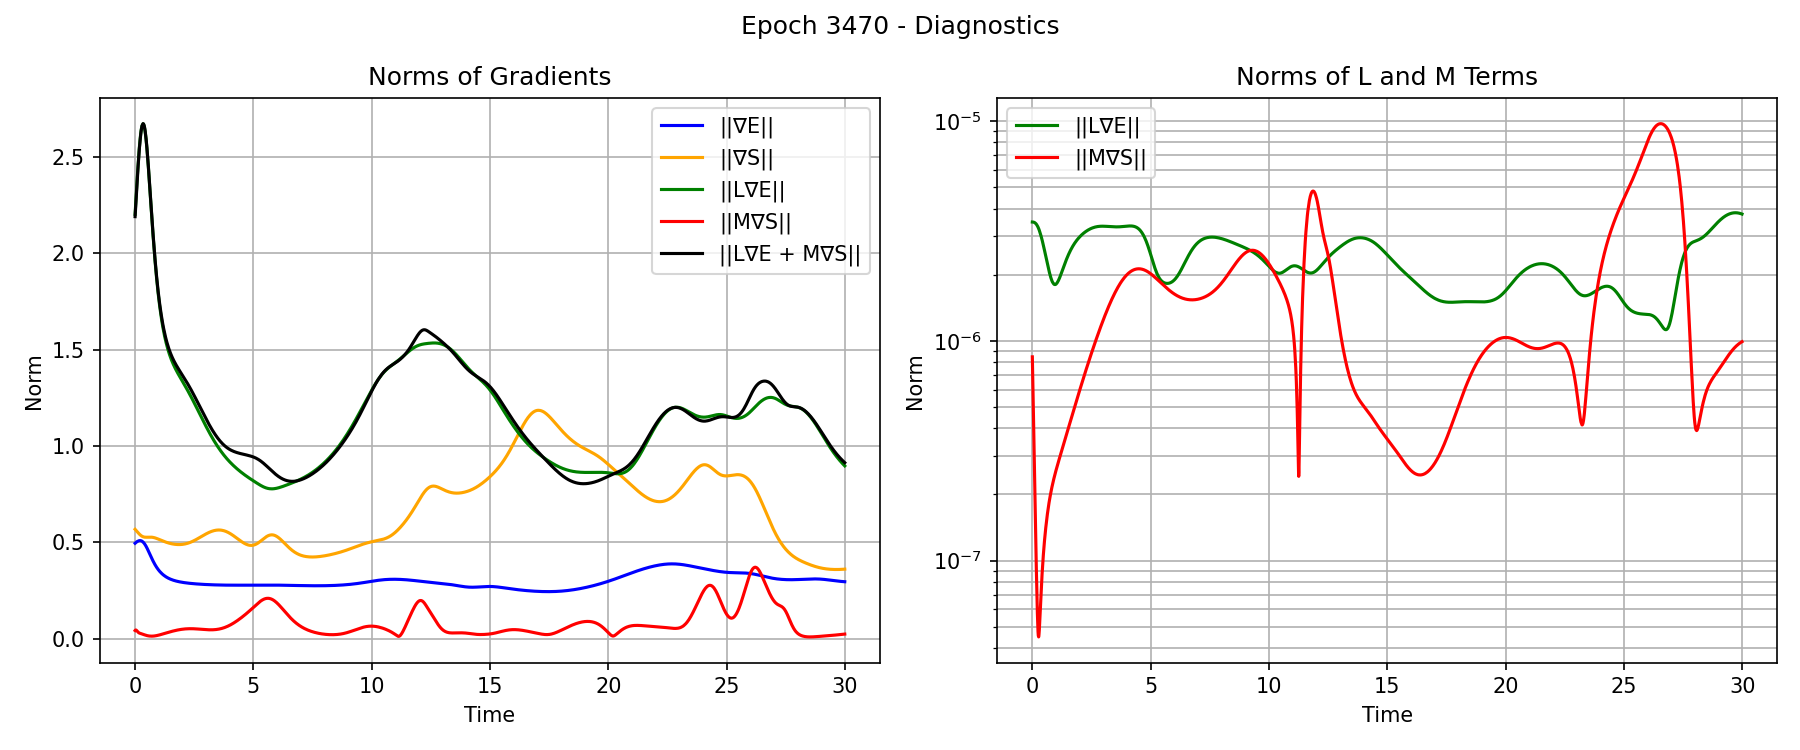 Epoch 3470 - Diagnostics
Norms of Gradients
Norm
2.5
2.0
1.5
1.0
0.5
0.0
||∇E||
||∇S||
||L∇E||
||M∇S||
||L∇E + M∇S||
0 5 10 15 20 25 30
Time
Norms of L and M Terms
Norm
10⁻⁵
10⁻⁶
10⁻⁷
||L∇E||
||M∇S||
0 5 10 15 20 25 30
Time